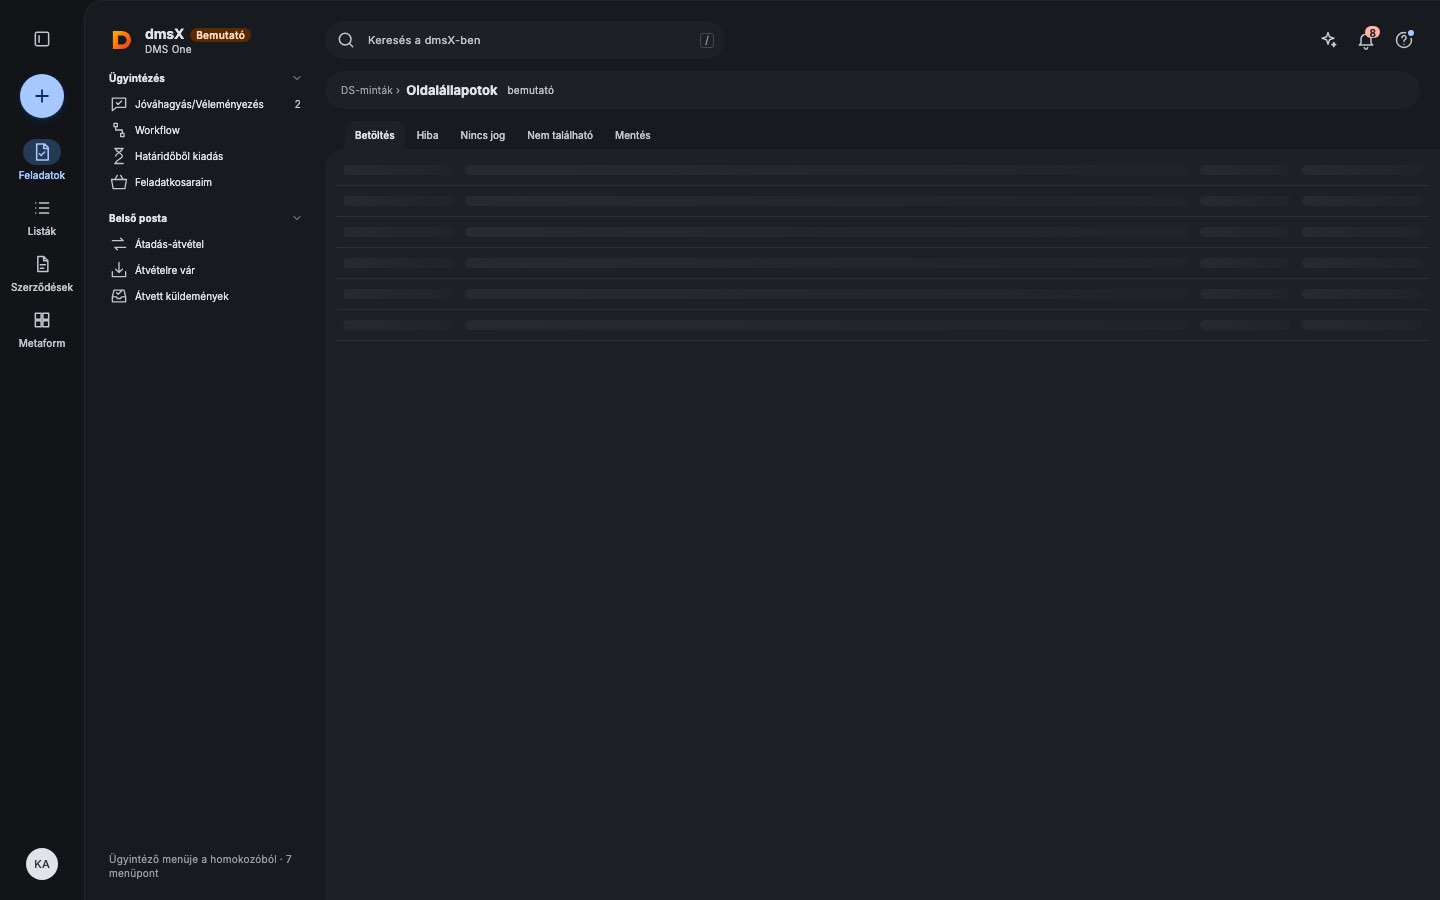 dmsX Bemutató
DMS One
Keresés a dmsX-ben /
8
Ügyintézés
Jóváhagyás/Véleményezés 2
Workflow
Határidőből kiadás
Feladatkosaraim
Belső posta
Átadás-átvétel
Átvételre vár
Átvett küldemények
Feladatok
Listák
Szerződések
Metaform
DS-minták › Oldalállapotok bemutató
Betöltés Hiba Nincs jog Nem található Mentés
Ügyintéző menüje a homokozóból · 7
menüpont
KA